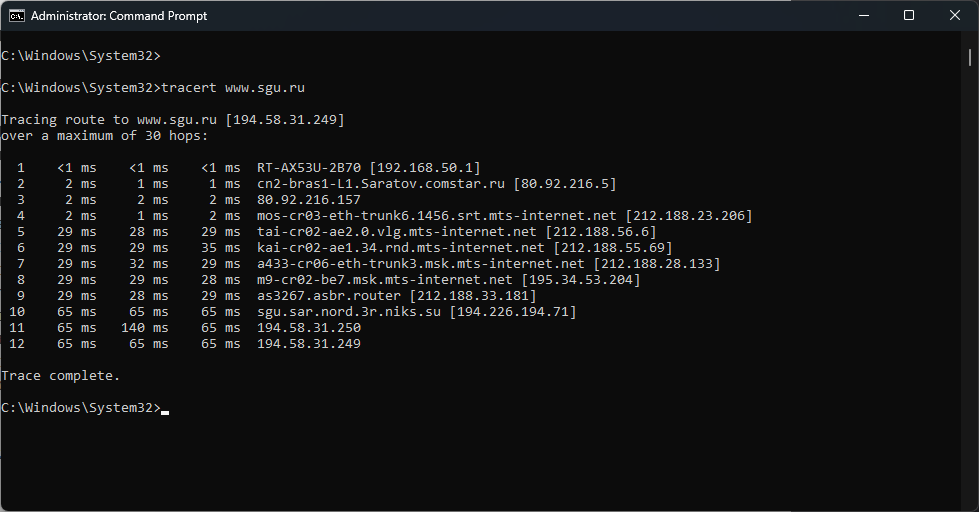 Administrator: Command Prompt
C:\Windows\System32>
C:\Windows\System32>tracert www.sgu.ru
Tracing route to www.sgu.ru [194.58.31.249]
over a maximum of 30 hops:
  1    <1 ms    <1 ms    <1 ms  RT-AX53U-2B70 [192.168.50.1]
  2     2 ms     1 ms     1 ms  cn2-bras1-L1.Saratov.comstar.ru [80.92.216.5]
  3     2 ms     2 ms     2 ms  80.92.216.157
  4     2 ms     1 ms     2 ms  mos-cr03-eth-trunk6.1456.srt.mts-internet.net [212.188.23.206]
  5    29 ms    28 ms    29 ms  tai-cr02-ae2.0.vlg.mts-internet.net [212.188.56.6]
  6    29 ms    29 ms    35 ms  kai-cr02-ae1.34.rnd.mts-internet.net [212.188.55.69]
  7    29 ms    32 ms    29 ms  a433-cr06-eth-trunk3.msk.mts-internet.net [212.188.28.133]
  8    29 ms    29 ms    28 ms  m9-cr02-be7.msk.mts-internet.net [195.34.53.204]
  9    29 ms    28 ms    29 ms  as3267.asbr.router [212.188.33.181]
 10    65 ms    65 ms    65 ms  sgu.sar.nord.3r.niks.su [194.226.194.71]
 11    65 ms   140 ms    65 ms  194.58.31.250
 12    65 ms    65 ms    65 ms  194.58.31.249
Trace complete.
C:\Windows\System32>